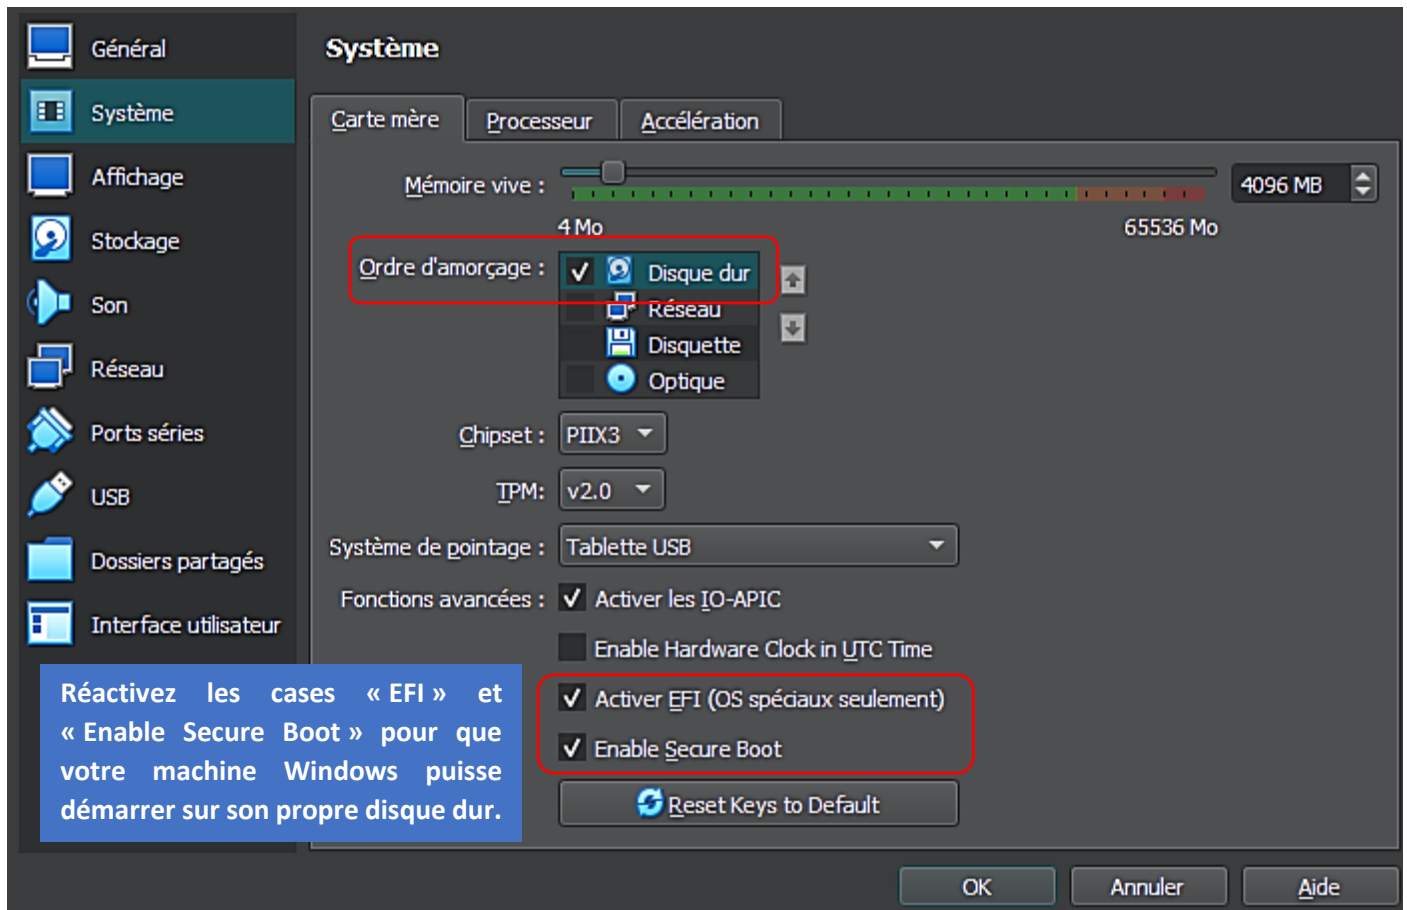 Général
Système
Affichage
Stockage
Son
Réseau
Ports séries
USB
Dossiers partagés
Interface utilisateur
Système
Carte mère Processeur Accélération
Mémoire vive : 4096 MB
4 Mo 65536 Mo
Ordre d'amorçage : Disque dur
Réseau
Disquette
Optique
Chipset : PIIX3
TPM: v2.0
Système de pointage : Tablette USB
Fonctions avancées : Activer les IO-APIC
Enable Hardware Clock in UTC Time
Activer EFI (OS spéciaux seulement)
Enable Secure Boot
Reset Keys to Default
Réactivez les cases « EFI » et
« Enable Secure Boot » pour que
votre machine Windows puisse
démarrer sur son propre disque dur.
OK Annuler Aide